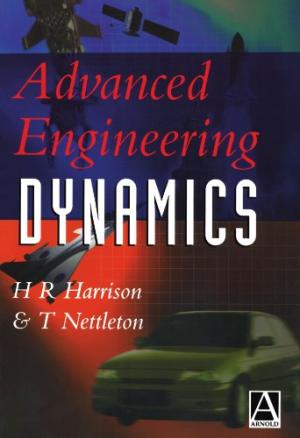 Advanced
Engineering
DYNAMICS
H R Harrison
& T Nettleton
A
ARNOLD